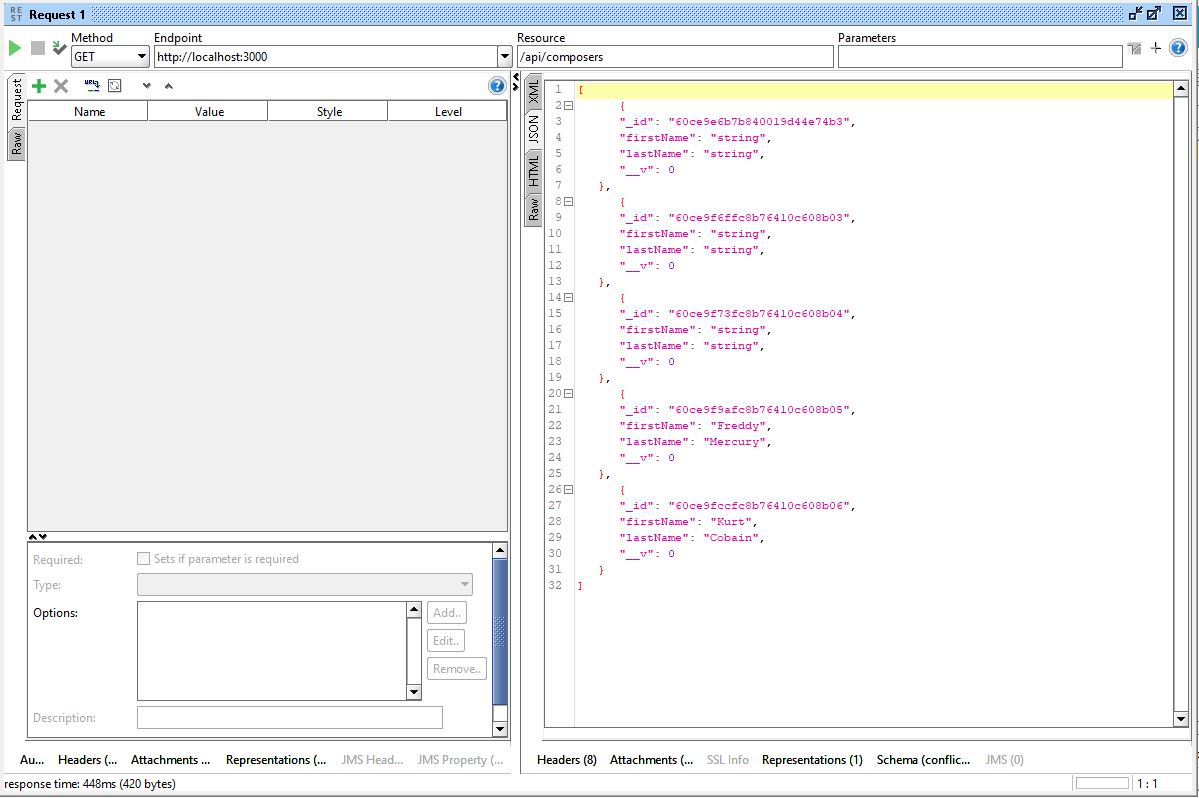 RE
ST
Request 1
Method
Endpoint
Resource
Parameters
GET
http://localhost:3000
/api/composers
Request
Raw
Name Value Style Level
XML
JSON
HTML
Raw
1 [
2 {
3 "_id": "60ce9e6b7b840019d44e74b3",
4 "firstName": "string",
5 "lastName": "string",
6 "__v": 0
7 },
8 {
9 "_id": "60ce9f6ffc8b76410c608b03",
10 "firstName": "string",
11 "lastName": "string",
12 "__v": 0
13 },
14 {
15 "_id": "60ce9f73fc8b76410c608b04",
16 "firstName": "string",
17 "lastName": "string",
18 "__v": 0
19 },
20 {
21 "_id": "60ce9f9afc8b76410c608b05",
22 "firstName": "Freddy",
23 "lastName": "Mercury",
24 "__v": 0
25 },
26 {
27 "_id": "60ce9fccfc8b76410c608b06",
28 "firstName": "Kurt",
29 "lastName": "Cobain",
30 "__v": 0
31 }
32 ]
Required: Sets if parameter is required
Type:
Options:
Add..
Edit..
Remove..
Description:
Au... Headers (... Attachments ... Representations (... JMS Head... JMS Property (...
Headers (8) Attachments (... SSL Info Representations (1) Schema (conflic... JMS (0)
response time: 448ms (420 bytes)
1 : 1